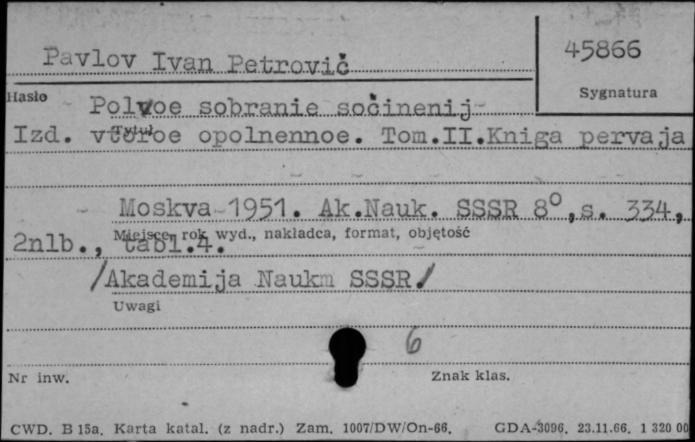 Pavlov Ivan Petrovič
45866
Sygnatura
Hasło
Polvoe sobranie sočinenij
Tytuł
Izd. vtoroe opolnennoe. Tom.II.Kniga pervaja
Moskva 1951. Ak.Nauk. SSSR 8°,s. 334,
Miejsce, rok wyd., nakładca, format, objętość
2nlb., tabl.4.
/Akademija Naukm SSSR/
Uwagi
6
Nr inw.
Znak klas.
CWD. B 15a. Karta katal. (z nadr.) Zam. 1007/DW/On-66. GDA-3096. 23.11.66. 1 320 00